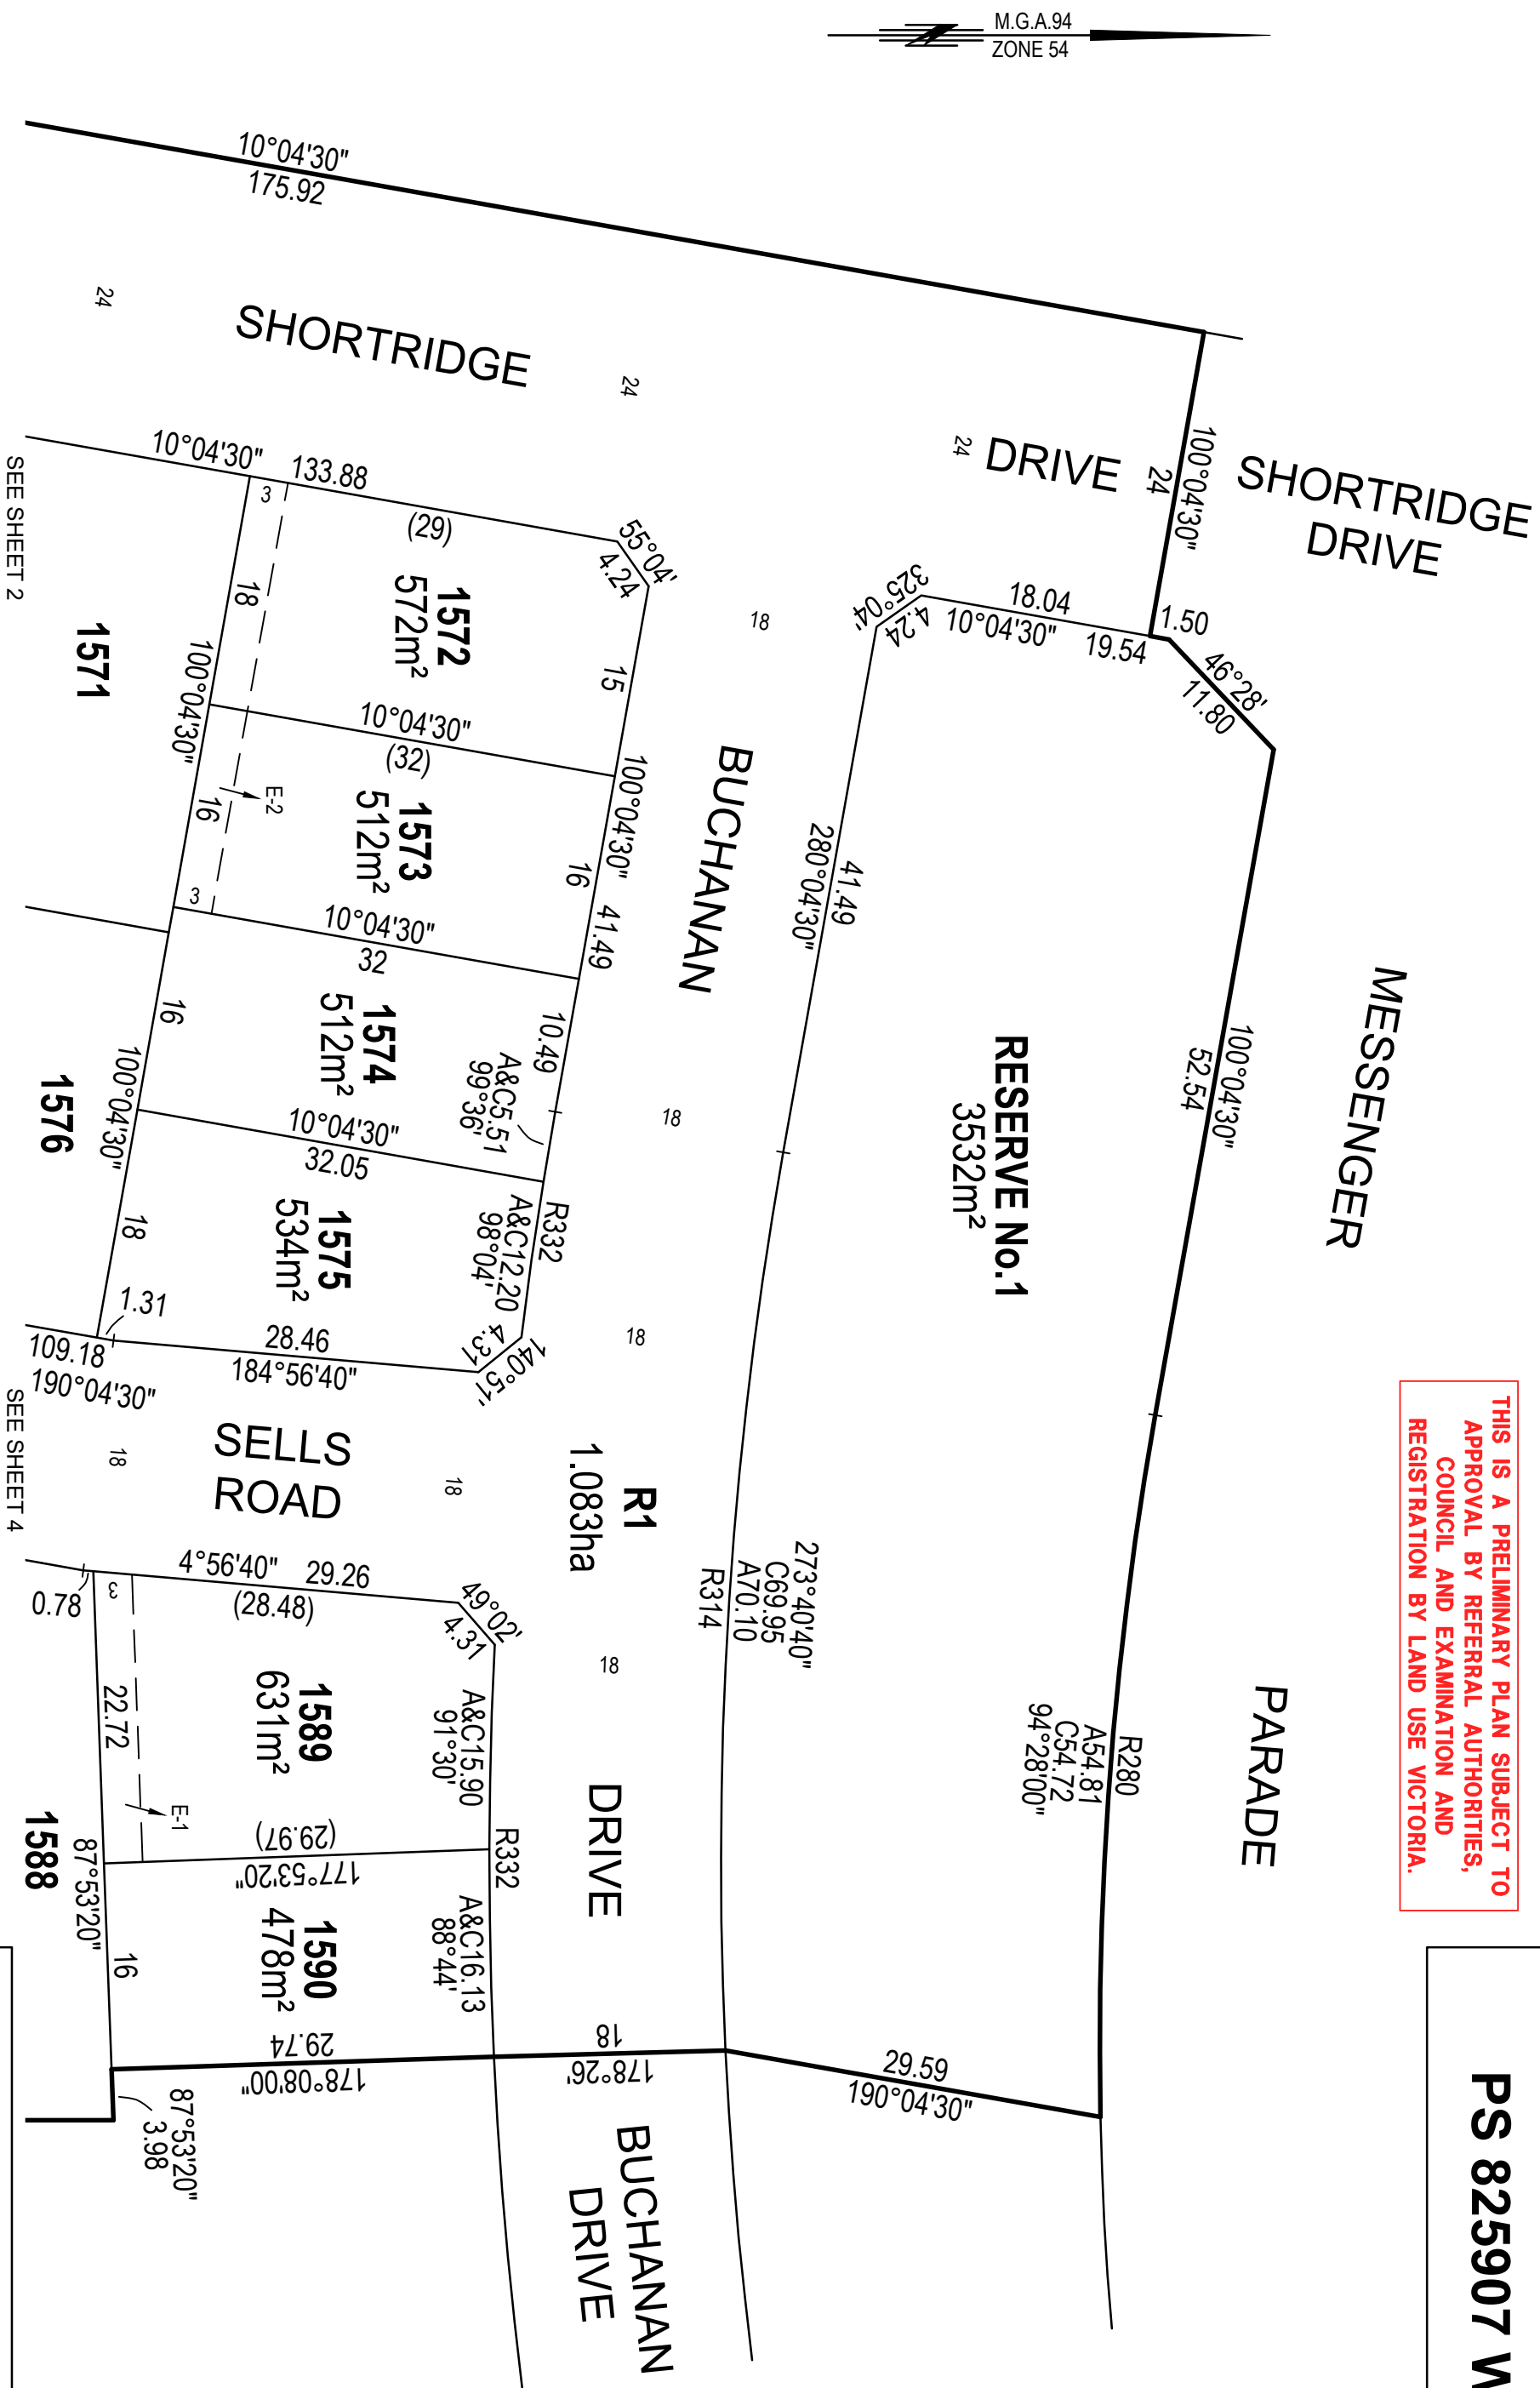 M.G.A.94
ZONE 54
PS 825907 W
THIS IS A PRELIMINARY PLAN SUBJECT TO
APPROVAL BY REFERRAL AUTHORITIES,
COUNCIL AND EXAMINATION AND
REGISTRATION BY LAND USE VICTORIA.
SHORTRIDGE
DRIVE
MESSENGER
PARADE
100°04'30"
24
1.50
46°28'
11.80
100°04'30"
52.54
R280
A54.81
C54.72
94°28'00"
10°04'30"
175.92
SHORTRIDGE
DRIVE
24
24
24
18.04
10°04'30"
19.54
325°04'
4.24
RESERVE No.1
3532m²
29.59
190°04'30"
41.49
280°04'30"
273°40'40"
C69.95
A70.10
R314
BUCHANAN
DRIVE
18
18
18
18
R1
1.083ha
18
178°26'
BUCHANAN
DRIVE
55°04'
4.24
15
100°04'30"
16
41.49
10.49
A&C5.51
99°36'
R332
A&C12.20
98°04'
4.31
140°51'
10°04'30"
133.88
(29)
1572
572m²
10°04'30"
(32)
1573
512m²
10°04'30"
32
1574
512m²
10°04'30"
32.05
1575
534m²
28.46
184°56'40"
1.31
109.18
190°04'30"
3
18
100°04'30"
E-2
16
3
16
100°04'30"
18
1571
1576
SEE SHEET 2
SELLS
ROAD
18
18
SEE SHEET 4
49°02'
4.31
4°56'40"
29.26
(28.48)
0.78
3
A&C15.90
91°30'
R332
A&C16.13
88°44'
1589
631m²
22.72
E-1
(29.97)
177°53'20"
1590
478m²
87°53'20"
16
29.74
178°08'00"
87°53'20"
3.98
1588